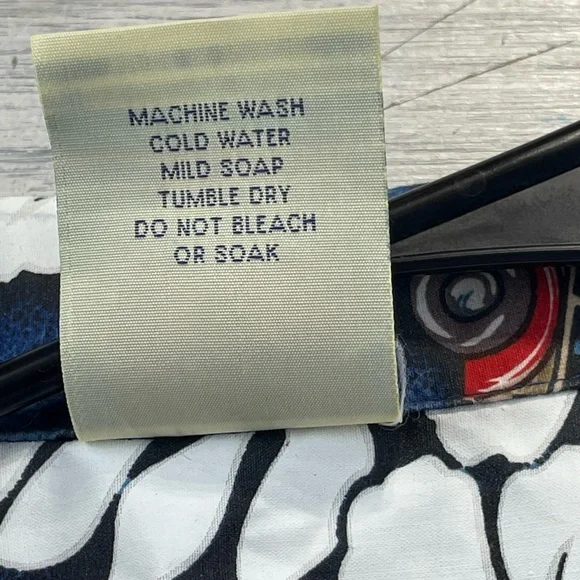 MACHINE WASH
COLD WATER
MILD SOAP
TUMBLE DRY
DO NOT BLEACH
OR SOAK